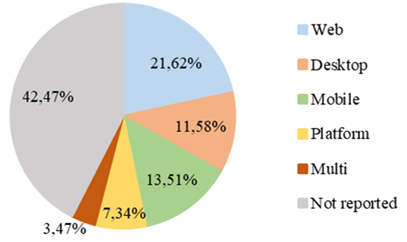 21,62%
11,58%
13,51%
7,34%
3,47%
42,47%
Web
Desktop
Mobile
Platform
Multi
Not reported